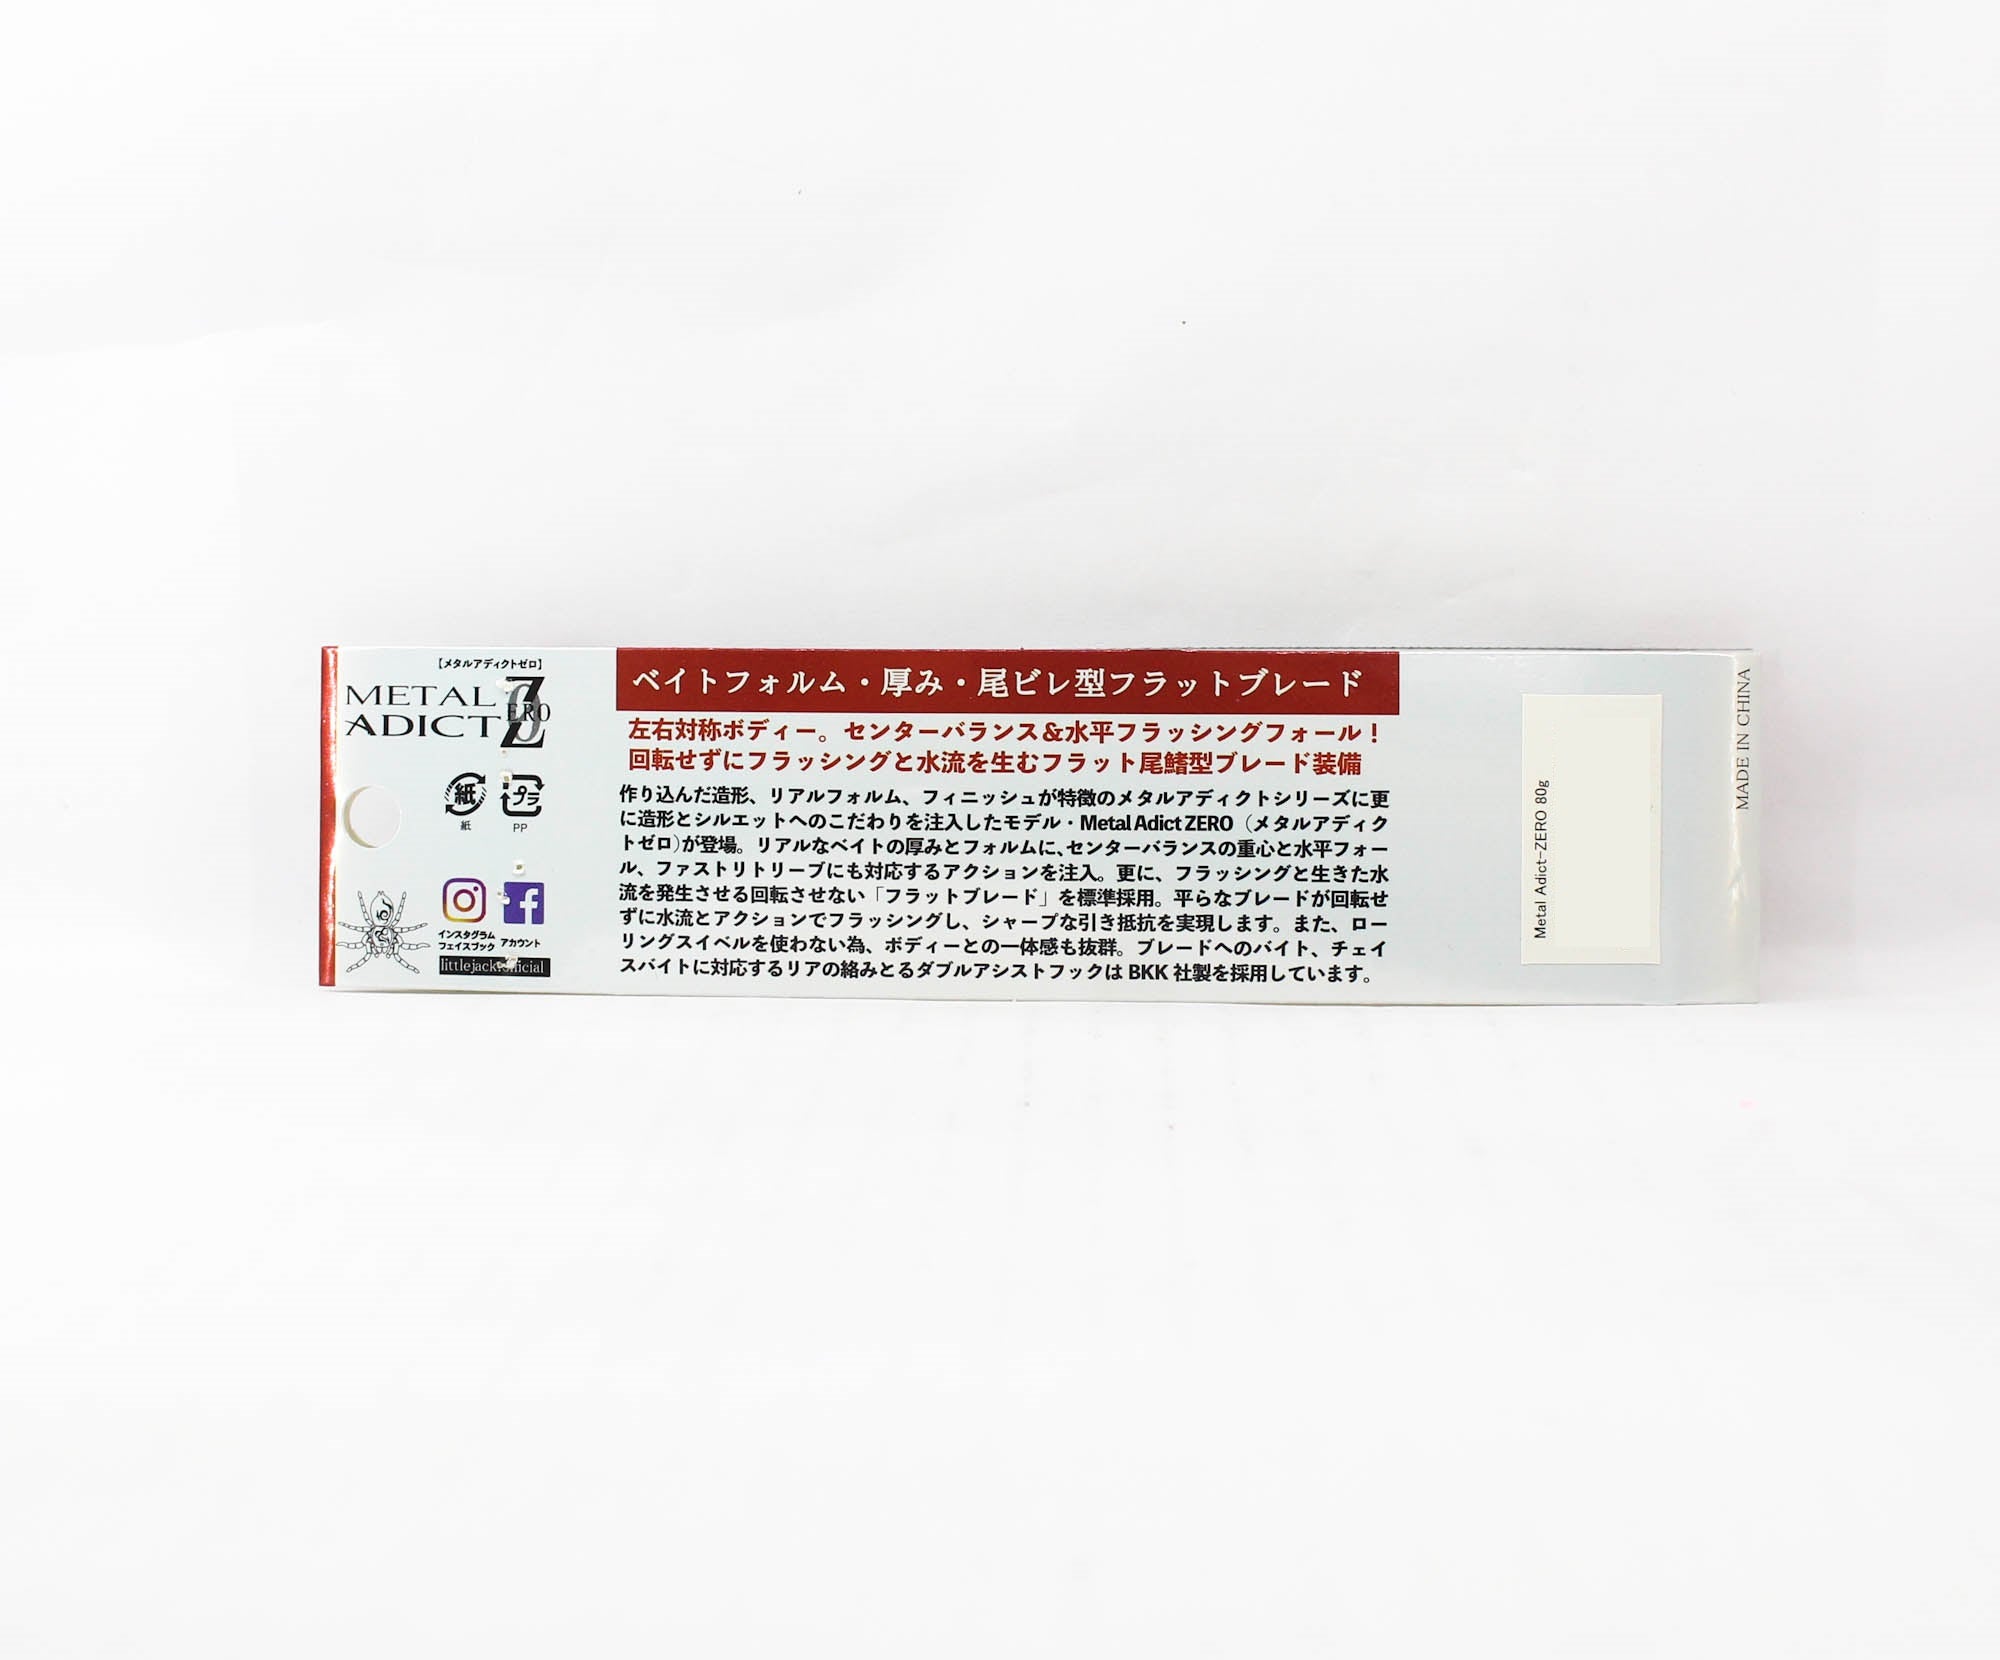 【メタルアディクトゼロ】
METAL
ADICT ZERO
紙
紙
プラ
PP
インスタグラム
フェイスブック アカウント
ベイトフォルム・厚み・尾ビレ型フラットブレード
左右対称ボディー。センターバランス&水平フラッシングフォール！
回転せずにフラッシングと水流を生むフラット尾鰭型ブレード装備
作り込んだ造形、リアルフォルム、フィニッシュが特徴のメタルアディクトシリーズに更
に造形とシルエットへのこだわりを注入したモデル・Metal Adict ZERO（メタルアディク
トゼロ)が登場。リアルなベイトの厚みとフォルムに、センターバランスの重心と水平フォー
ル、ファストリトリーブにも対応するアクションを注入。更に、フラッシングと生きた水
流を発生させる回転させない「フラットブレード」を標準採用。平らなブレードが回転せ
ずに水流とアクションでフラッシングし、シャープな引き抵抗を実現します。また、ロー
リングスイベルを使わない為、ボディーとの一体感も抜群。ブレードへのバイト、チェイ
スバイトに対応するリアの絡みとるダブルアシストフックは BKK 社製を採用しています。
Metal Adict-ZERO 80g
MADE IN CHINA